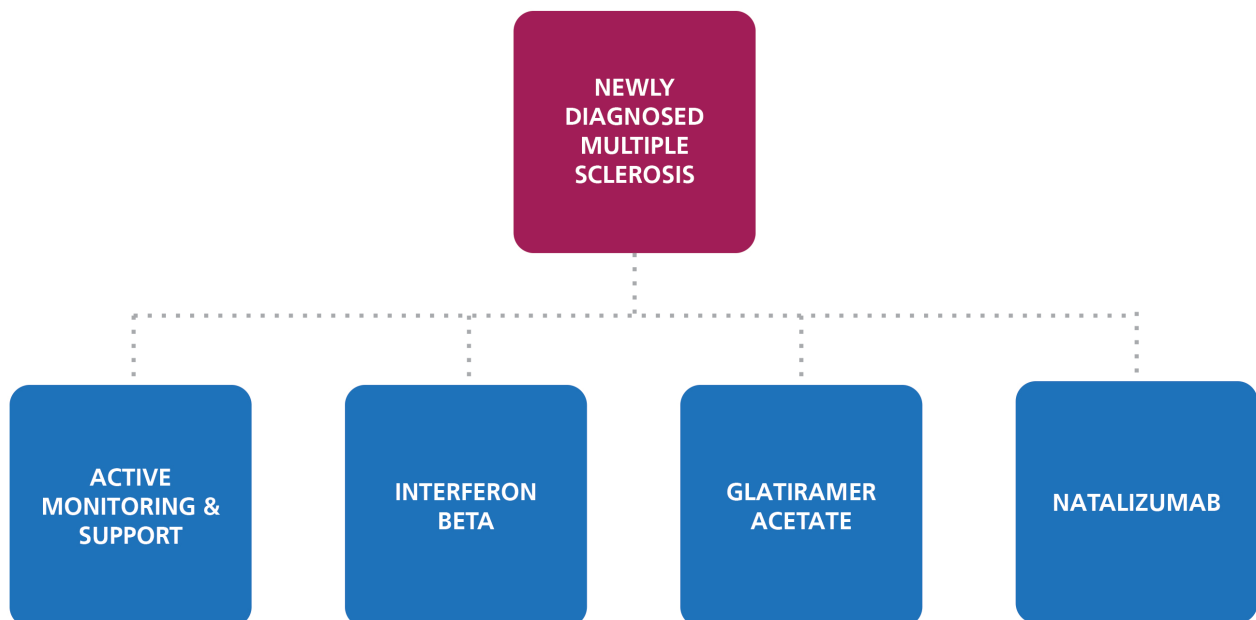 NEWLY
DIAGNOSED
MULTIPLE
SCLEROSIS
ACTIVE
MONITORING &
SUPPORT
INTERFERON
BETA
GLATIRAMER
ACETATE
NATALIZUMAB